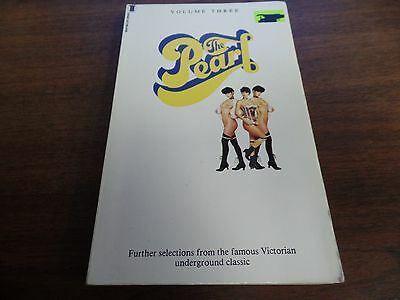 VOLUME THREE
The
Pearl
Further selections from the famous Victorian
underground classic